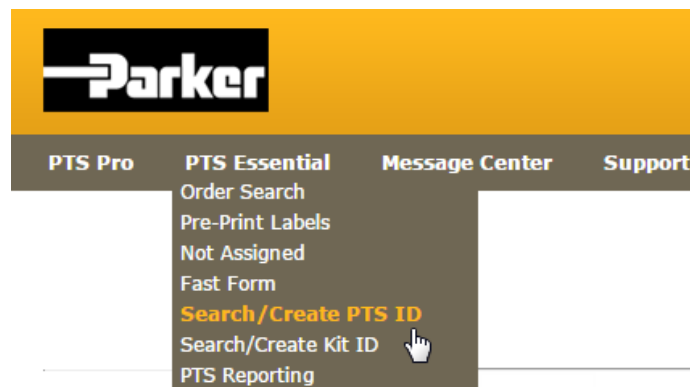 Parker
PTS Pro PTS Essential Message Center Support
Order Search
Pre-Print Labels
Not Assigned
Fast Form
Search/Create PTS ID
Search/Create Kit ID
PTS Reporting